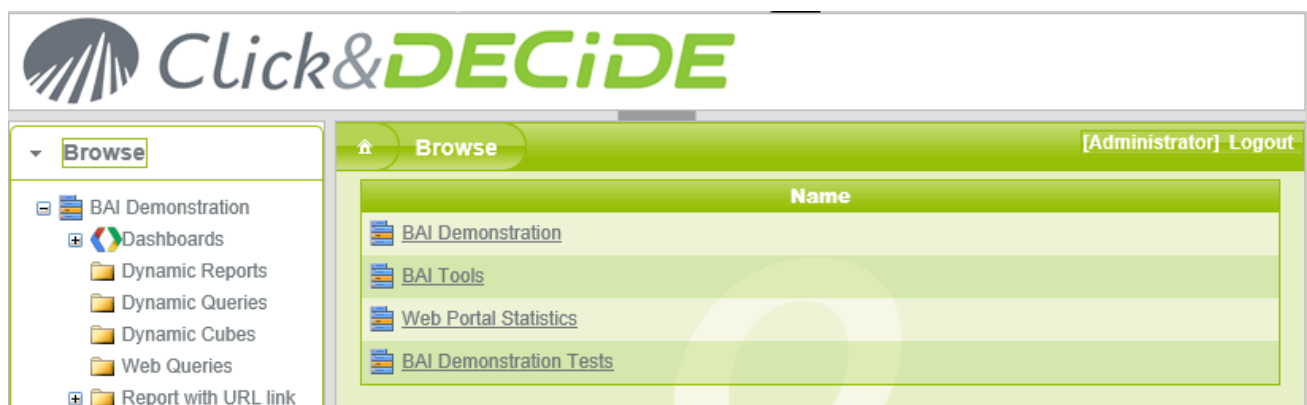 Click&DECiDE
Browse
BAI Demonstration
Dashboards
Dynamic Reports
Dynamic Queries
Dynamic Cubes
Web Queries
Report with URL link
Browse
[Administrator] Logout
Name
BAI Demonstration
BAI Tools
Web Portal Statistics
BAI Demonstration Tests